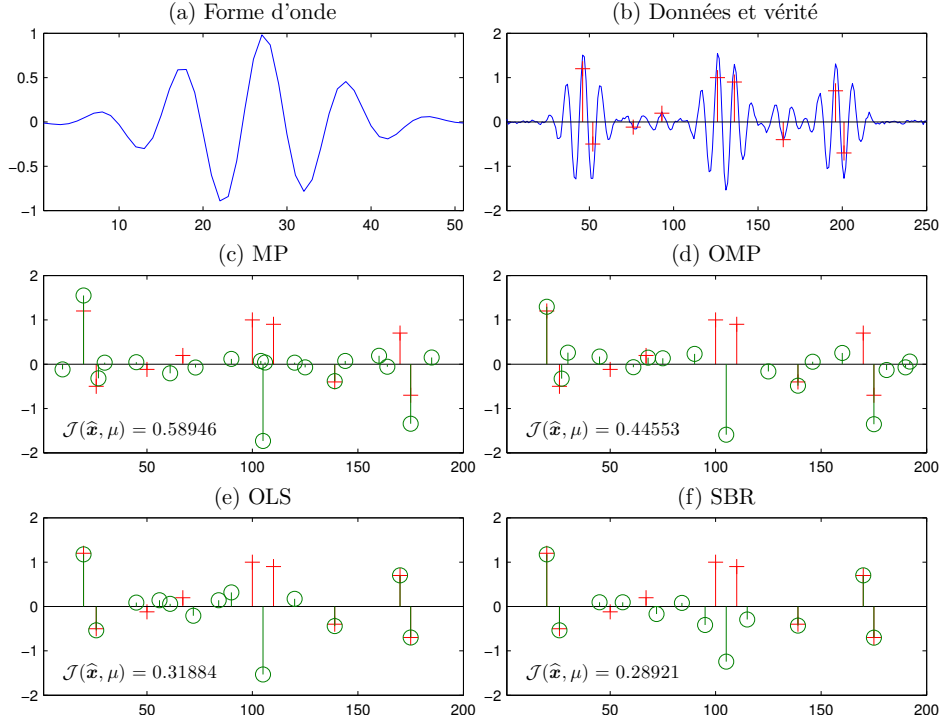 (a) Forme d'onde
1
0.5
0
−0.5
−1
10 20 30 40 50
(b) Données et vérité
2
1
0
−1
−2
50 100 150 200 250
(c) MP
2
1
0
−1
−2
50 100 150 200
𝒥(x̂, μ) = 0.58946
(d) OMP
2
1
0
−1
−2
50 100 150 200
𝒥(x̂, μ) = 0.44553
(e) OLS
2
1
0
−1
−2
50 100 150 200
𝒥(x̂, μ) = 0.31884
(f) SBR
2
1
0
−1
−2
50 100 150 200
𝒥(x̂, μ) = 0.28921